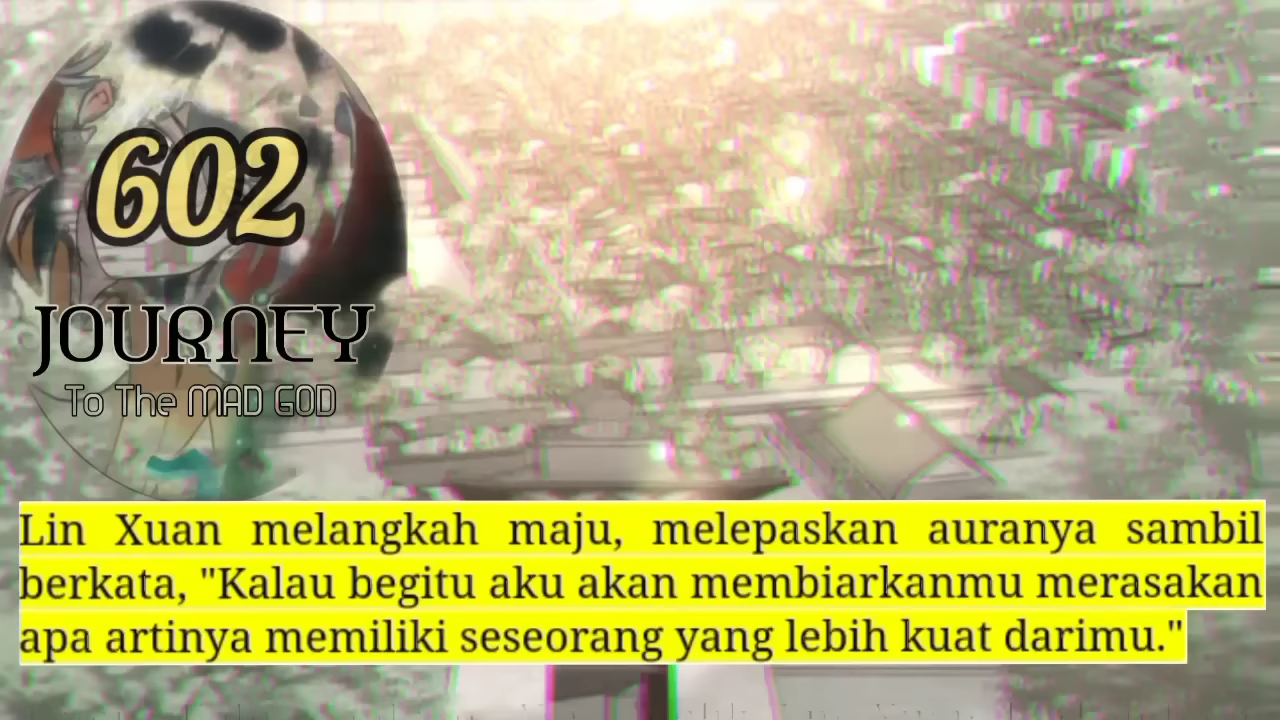 602
JOURNEY
To The MAD GOD
Lin Xuan melangkah maju, melepaskan auranya sambil
berkata, "Kalau begitu aku akan membiarkanmu merasakan
apa artinya memiliki seseorang yang lebih kuat darimu."